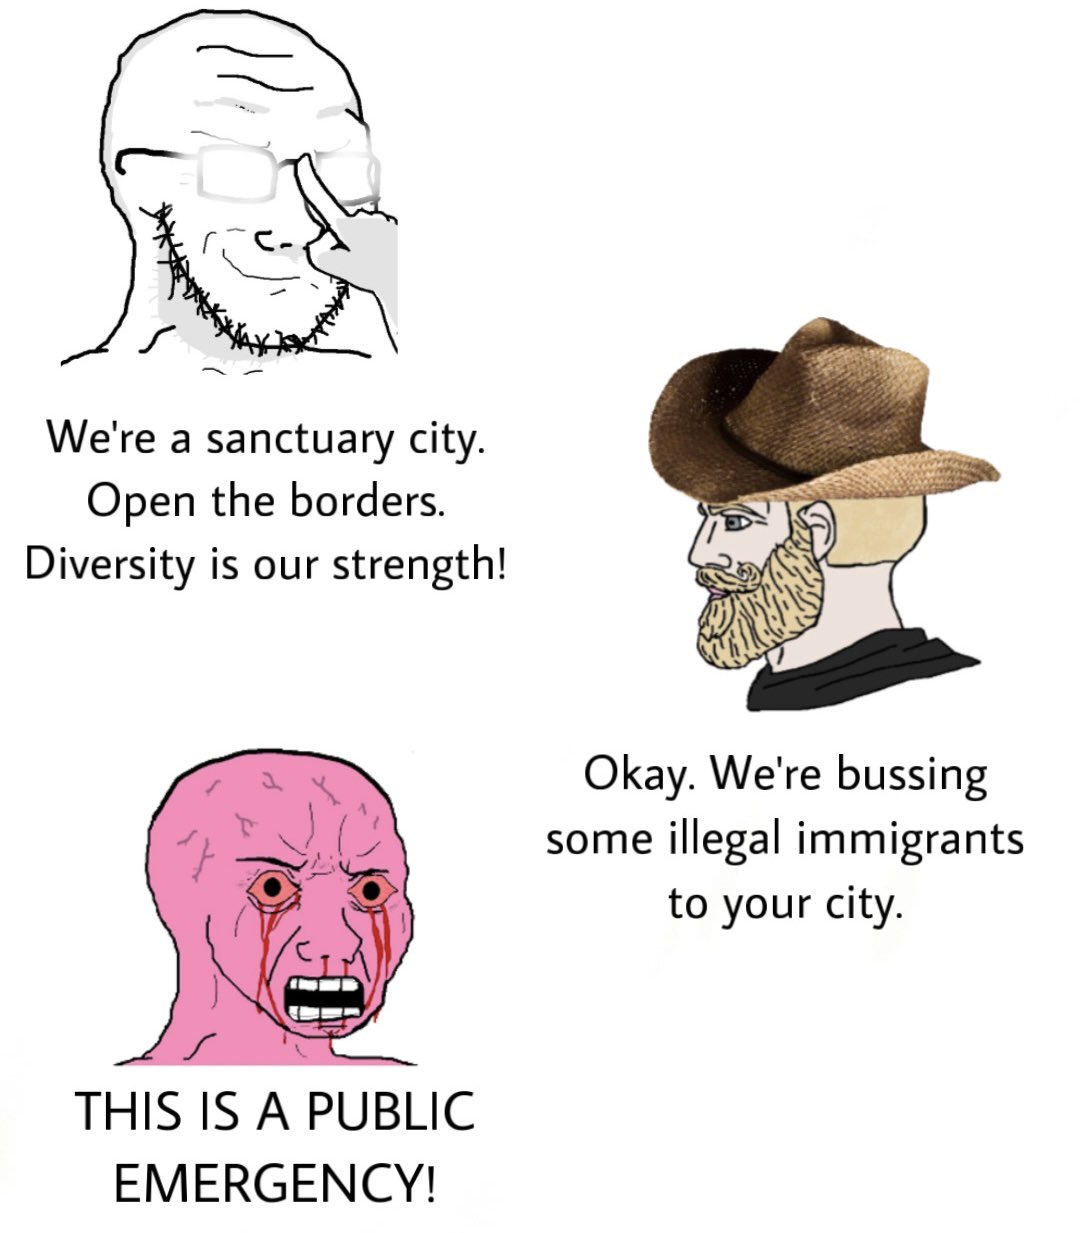 We're a sanctuary city.
Open the borders.
Diversity is our strength!
Okay. We're bussing
some illegal immigrants
to your city.
THIS IS A PUBLIC
EMERGENCY!